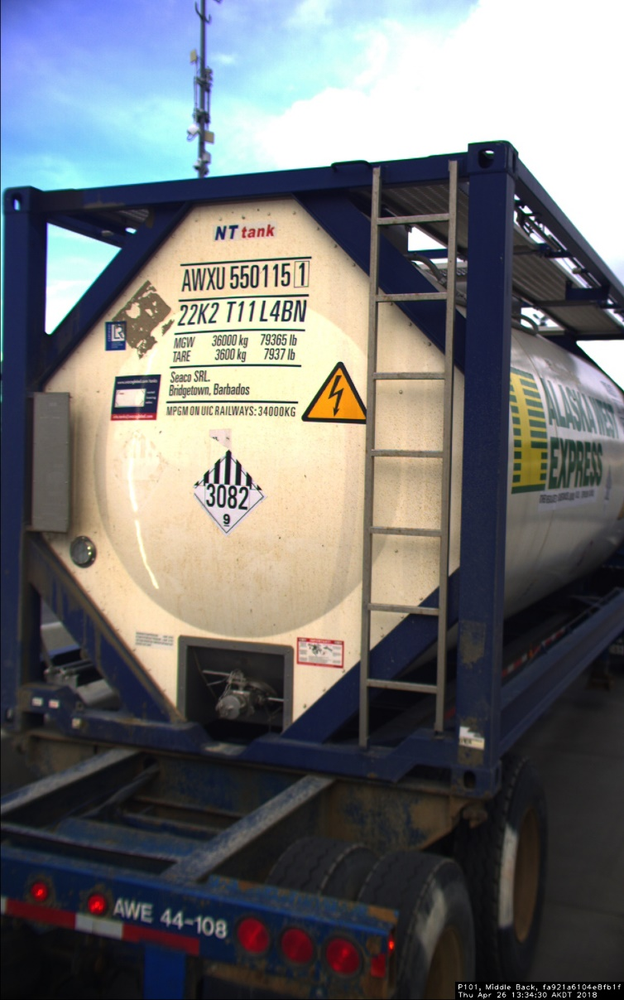 NT tank
AWXU 550115 1
22K2 T11 L4BN
MGW 36000 kg 79365 lb
TARE 3600 kg 7937 lb
Seaco SRL.
Bridgetown, Barbados
MPGM ON UIC RAILWAYS: 34000KG
LR
3082
9
ALASKA WEST
EXPRESS
AWE 44-108
P101, Middle Back, fa921a6104e8fb1f
Thu Apr 26 13:34:30 AKDT 2018